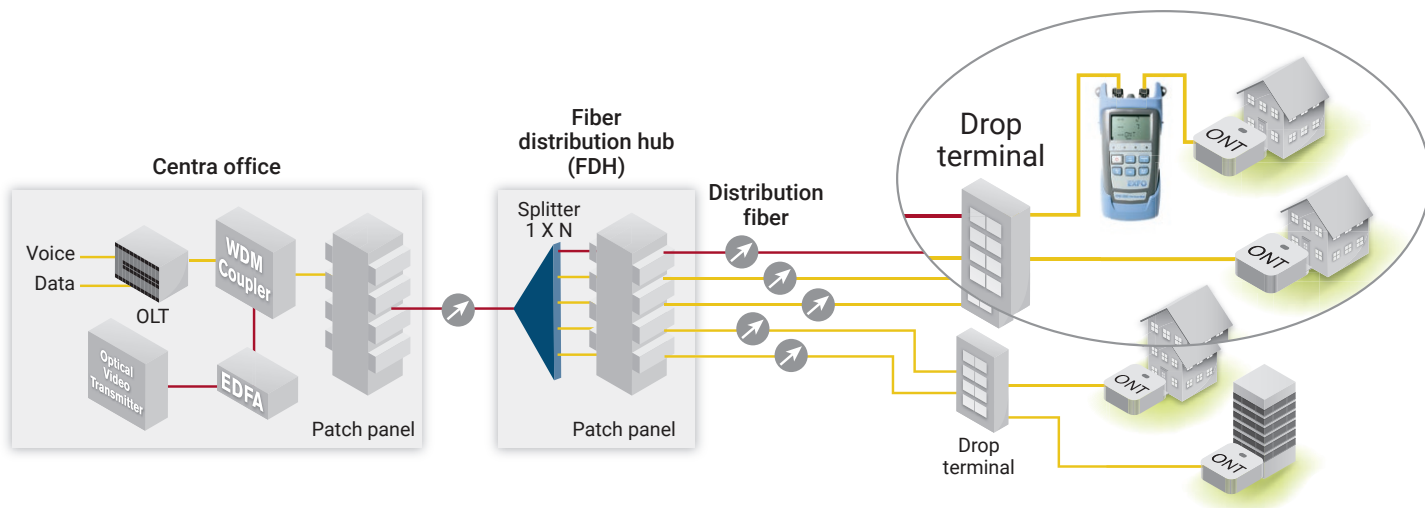 Centra office
Voice
Data
OLT
WDM
Coupler
Optical
Video
Transmitter
EDFA
Patch panel
Fiber
distribution hub
(FDH)
Splitter
1 X N
Patch panel
Distribution
fiber
Drop
terminal
EXFO
ONT
ONT
ONT
Drop
terminal
ONT